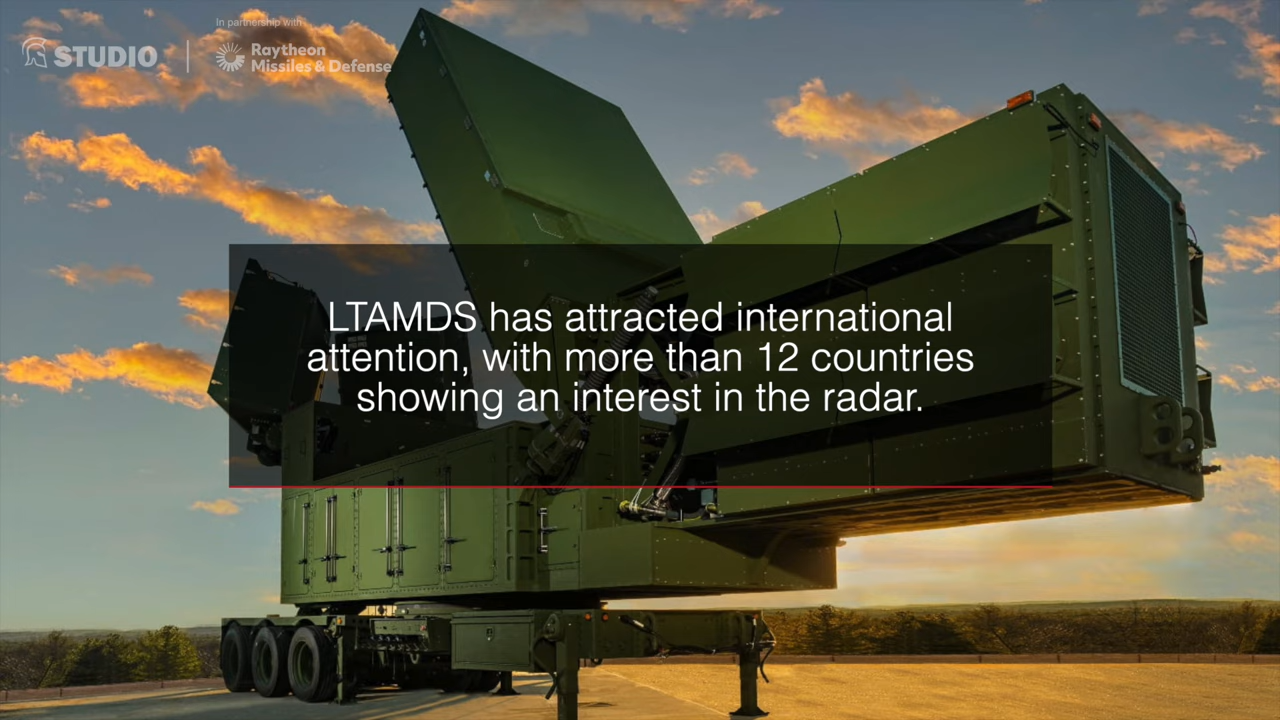 In partnership with
STUDIO
Raytheon
Missiles & Defense
LTAMDS has attracted international
attention, with more than 12 countries
showing an interest in the radar.